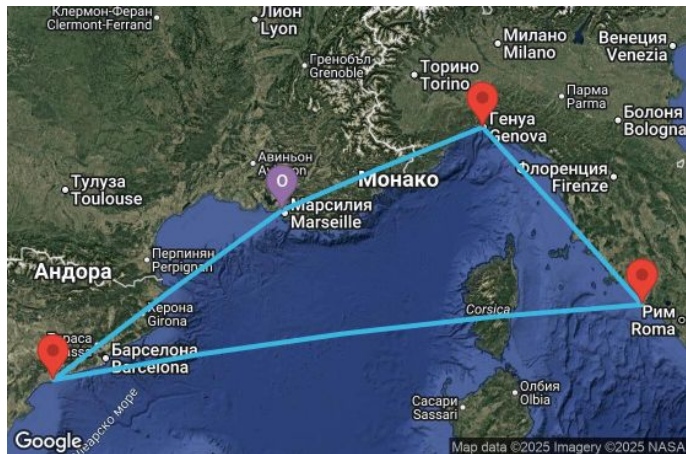 Клермон-Феран
Clermont-Ferrand
Лион
Lyon
Милано
Milano
Венеция
Venezia
Гренобъл
Grenoble
Торино
Torino
Парма
Parma
Генуа
Genova
Болоня
Bologna
Авиньон
Монако
Флоренция
Firenze
Тулуза
Toulouse
O
Марсилия
Marseille
Перпинян
Perpignan
Андора
Херона
Girona
Corsica
Рим
Roma
Барселона
Barcelona
Олбия
Olbia
Сасари
Sassari
море
Google
Map data ©2025 Imagery ©2025 NASA